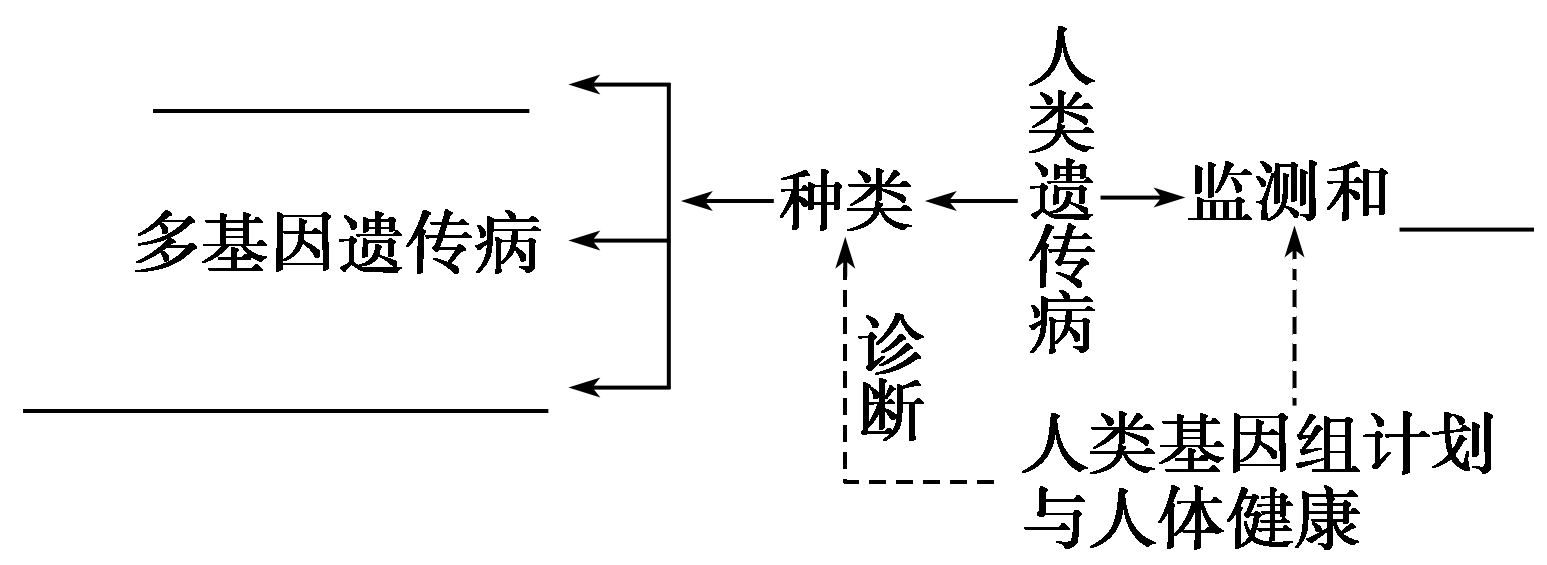 多基因遗传病
种类
诊断
人类遗传病
监测和
人类基因组计划
与人体健康